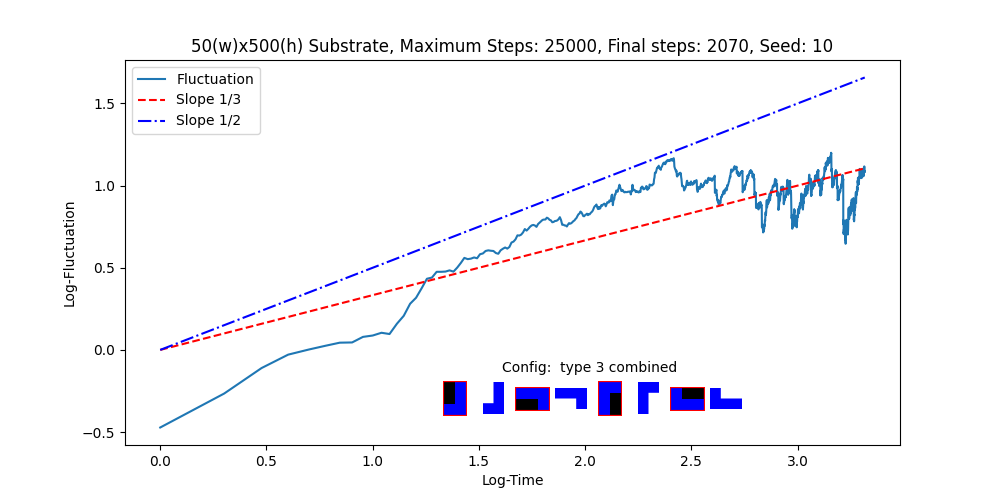 50(w)x500(h) Substrate, Maximum Steps: 25000, Final steps: 2070, Seed: 10
Fluctuation
Slope 1/3
Slope 1/2
1.5
1.0
0.5
0.0
−0.5
Log-Fluctuation
Config:  type 3 combined
0.0 0.5 1.0 1.5 2.0 2.5 3.0
Log-Time